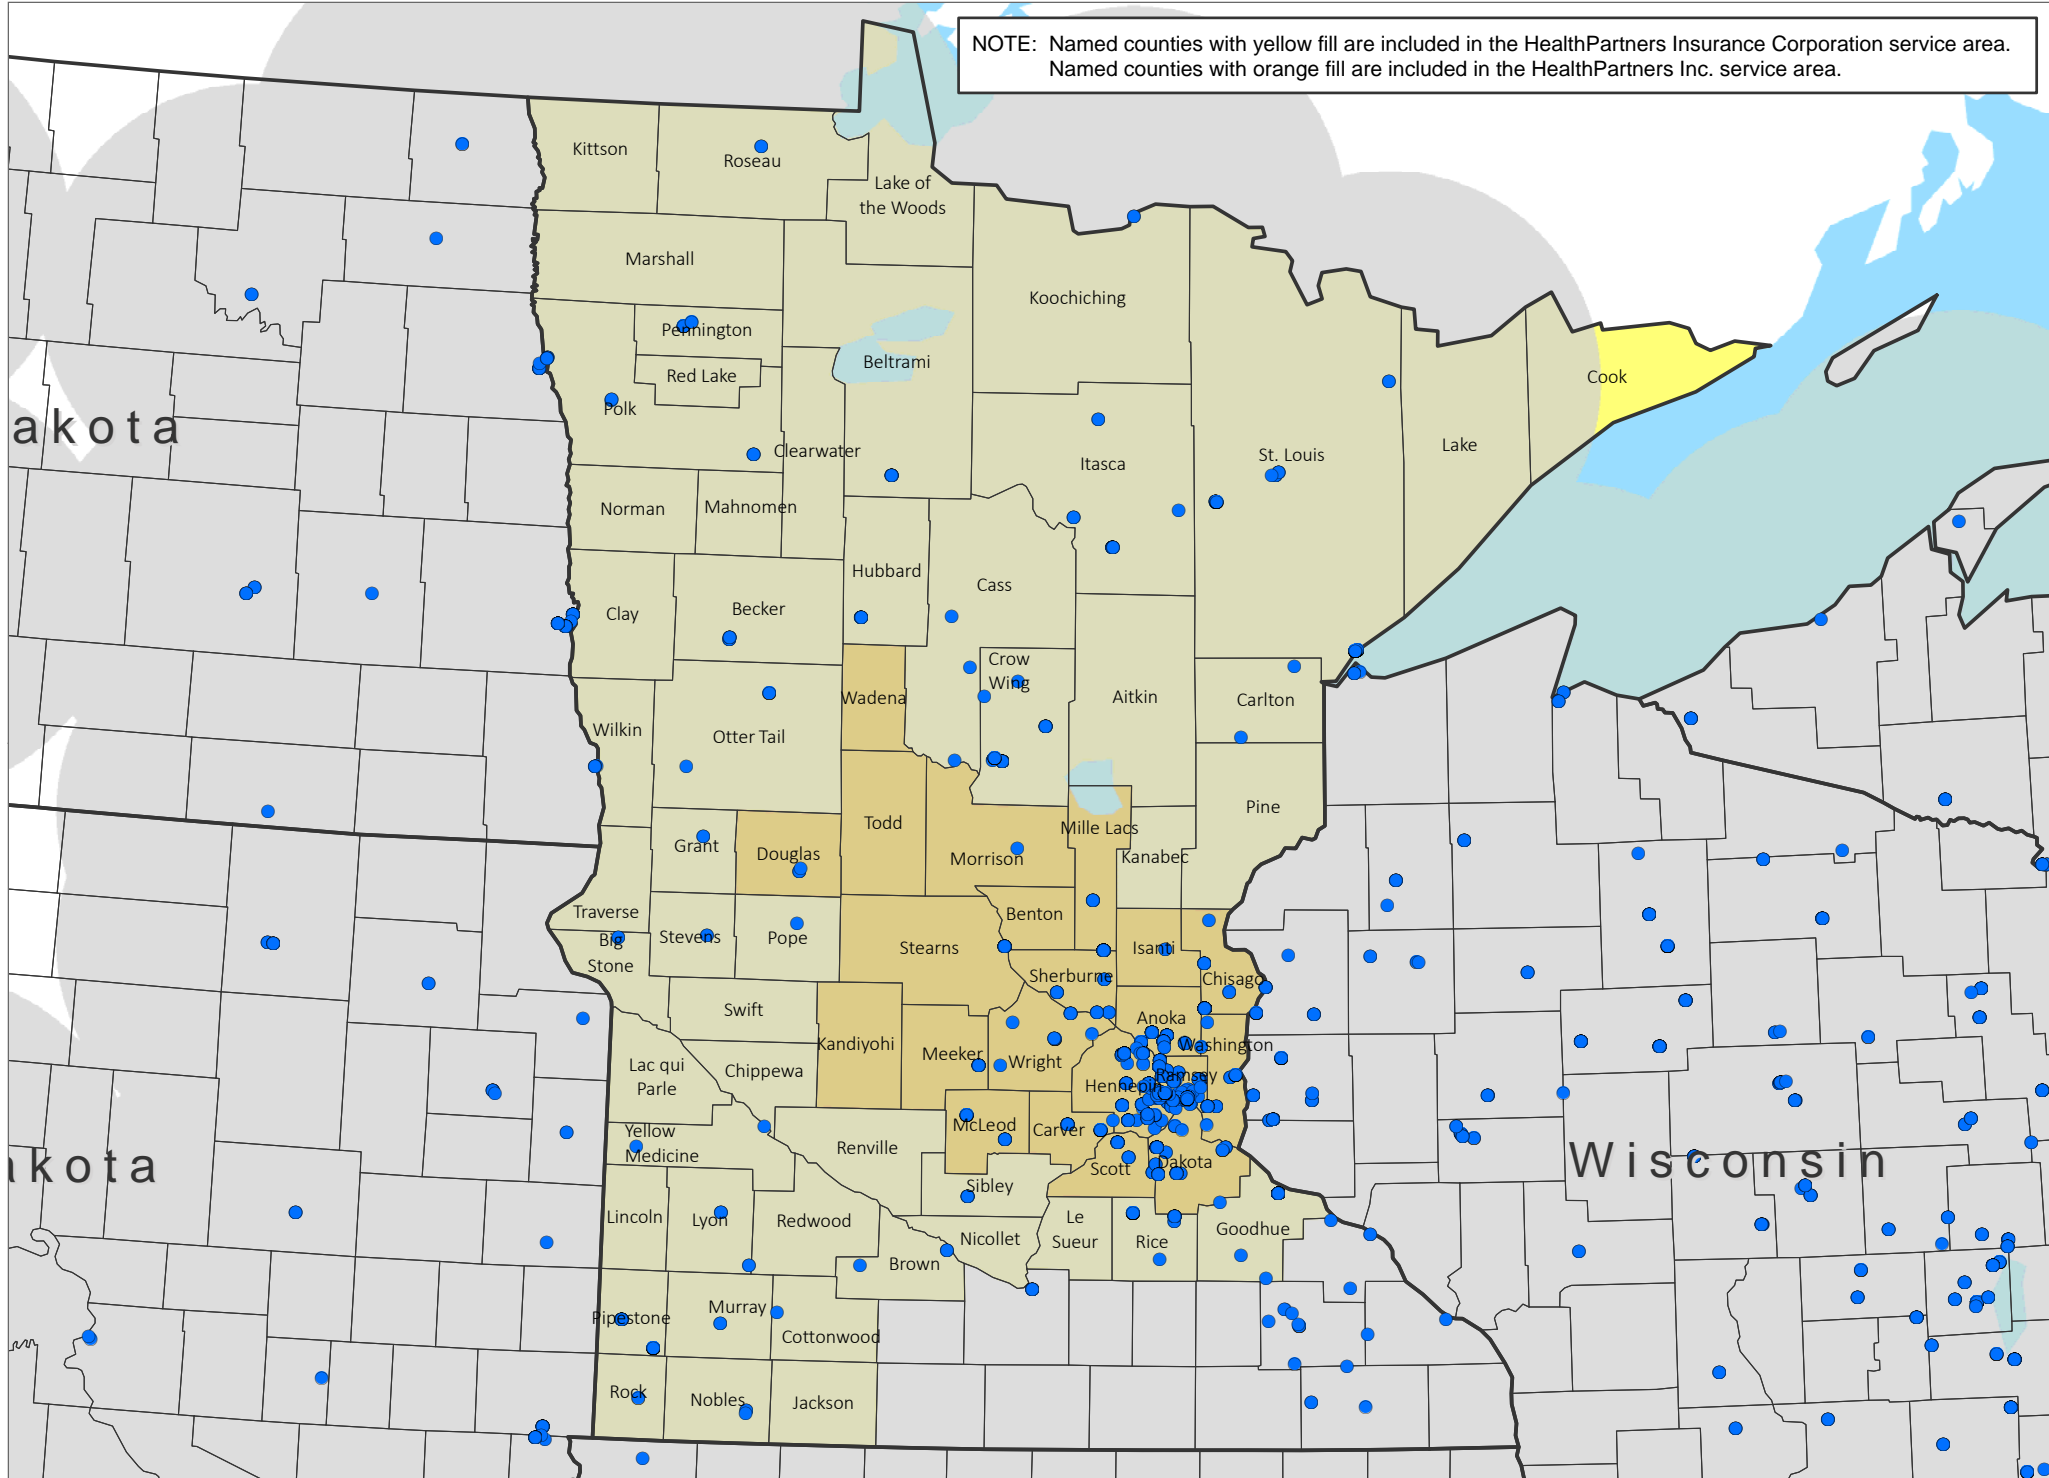 NOTE: Named counties with yellow fill are included in the HealthPartners Insurance Corporation service area.
Named counties with orange fill are included in the HealthPartners Inc. service area.
Kittson
Roseau
Lake of
the Woods
Marshall
Koochiching
Pennington
Beltrami
Red Lake
Cook
Polk
akota
Clearwater
Itasca
St. Louis
Lake
Norman
Mahnomen
Hubbard
Cass
Clay
Becker
Crow
Wing
Wadena
Aitkin
Carlton
Wilkin
Otter Tail
Pine
Todd
Mille Lacs
Grant
Douglas
Morrison
Kanabec
Traverse
Benton
Big
Stone
Stevens
Pope
Stearns
Isanti
Sherburne
Chisago
Swift
Anoka
Kandiyohi
Meeker
Wright
Washington
Lac qui
Parle
Chippewa
Hennepin
Ramsey
McLeod
Carver
Yellow
Medicine
Renville
akota
Scott
Dakota
Wisconsin
Sibley
Lincoln
Lyon
Redwood
Le
Sueur
Nicollet
Rice
Goodhue
Brown
Pipestone
Murray
Cottonwood
Rock
Nobles
Jackson